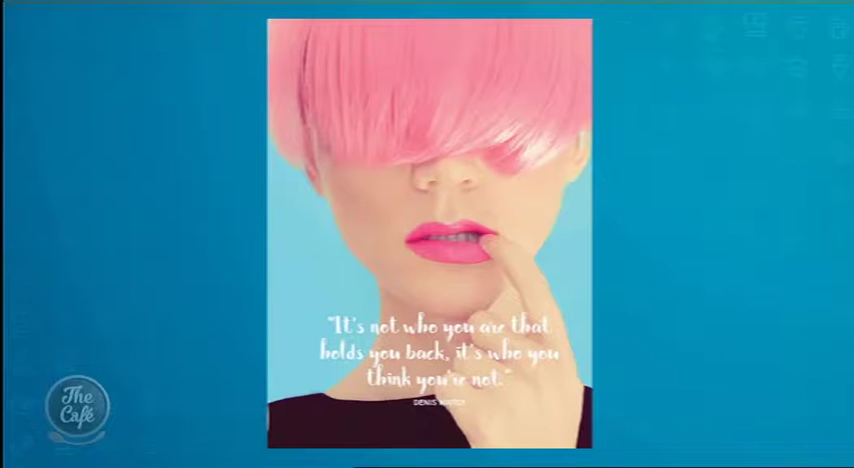 "It's not who you are that
holds you back, it's who you
think you're not."
DENIS
The
Café